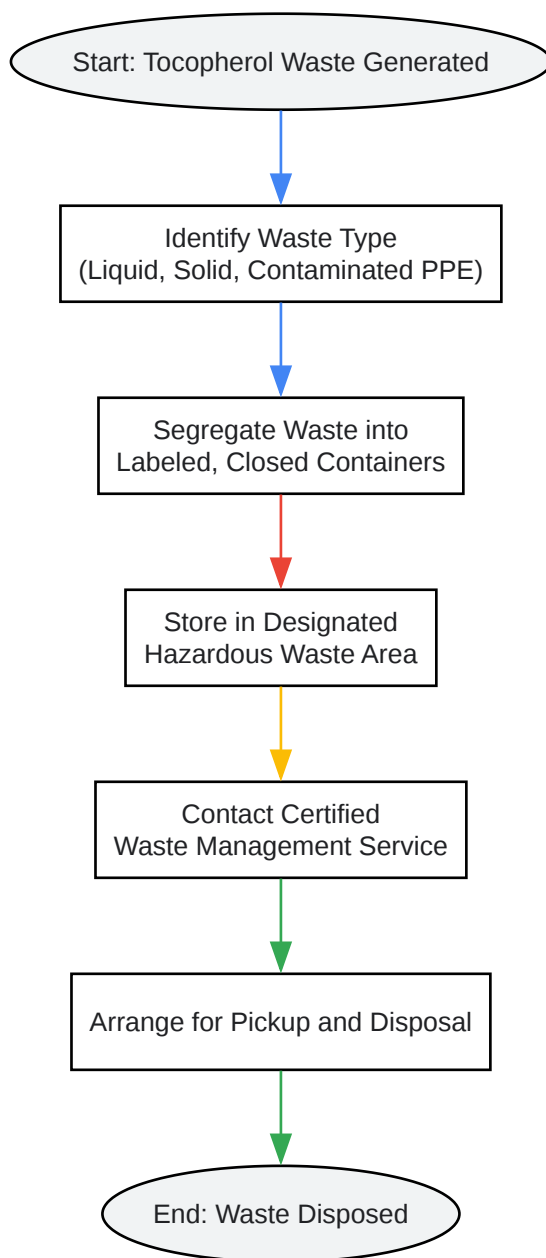 Start: Tocopherol Waste Generated
Identify Waste Type
(Liquid, Solid, Contaminated PPE)
Segregate Waste into
Labeled, Closed Containers
Store in Designated
Hazardous Waste Area
Contact Certified
Waste Management Service
Arrange for Pickup and Disposal
End: Waste Disposed